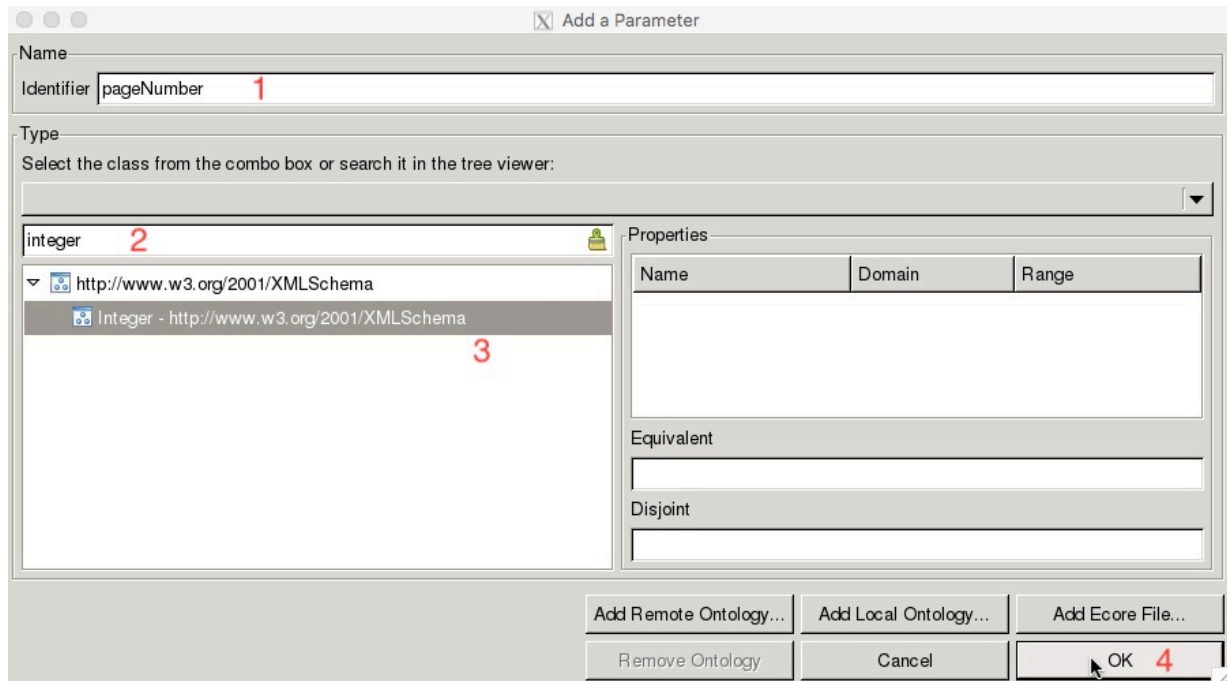 Add a Parameter
Name
Identifier pageNumber 1
Type
Select the class from the combo box or search it in the tree viewer:
integer 2
http://www.w3.org/2001/XMLSchema
Integer - http://www.w3.org/2001/XMLSchema
3
Properties
Name Domain Range
Equivalent
Disjoint
Add Remote Ontology... Add Local Ontology... Add Ecore File...
Remove Ontology Cancel OK 4